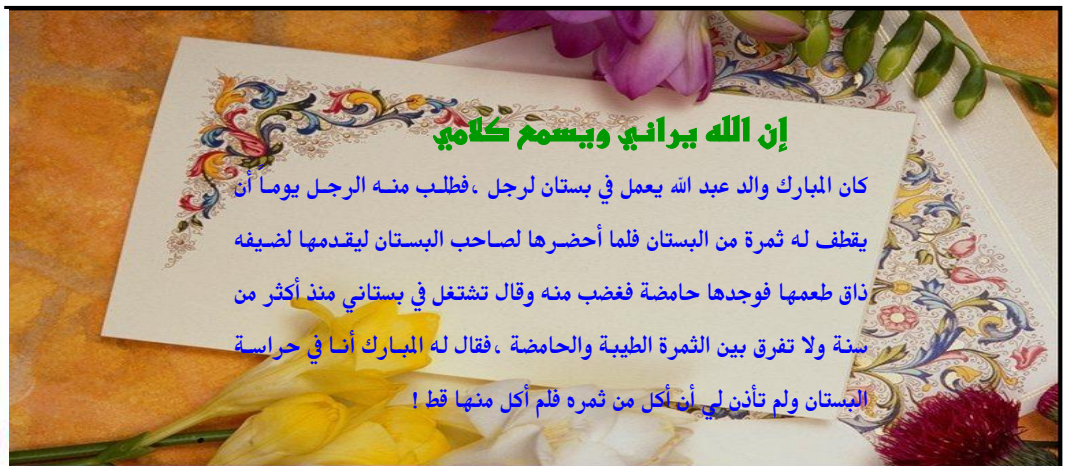 إن الله يراني ويسمع كلامي
كان المبارك والد عبد الله يعمل في بستان لرجل ،فطلب منه الرجل يوما أن
يقطف له ثمرة من البستان فلما أحضرها لصاحب البستان ليقدمها لضيفه
ذاق طعمها فوجدها حامضة فغضب منه وقال تشتغل في بستاني منذ أكثر من
سنة ولا تفرق بين الثمرة الطيبة والحامضة ،فقال له المبارك أنا في حراسة
البستان ولم تأذن لي أن أكل من ثمره فلم أكل منها قط !